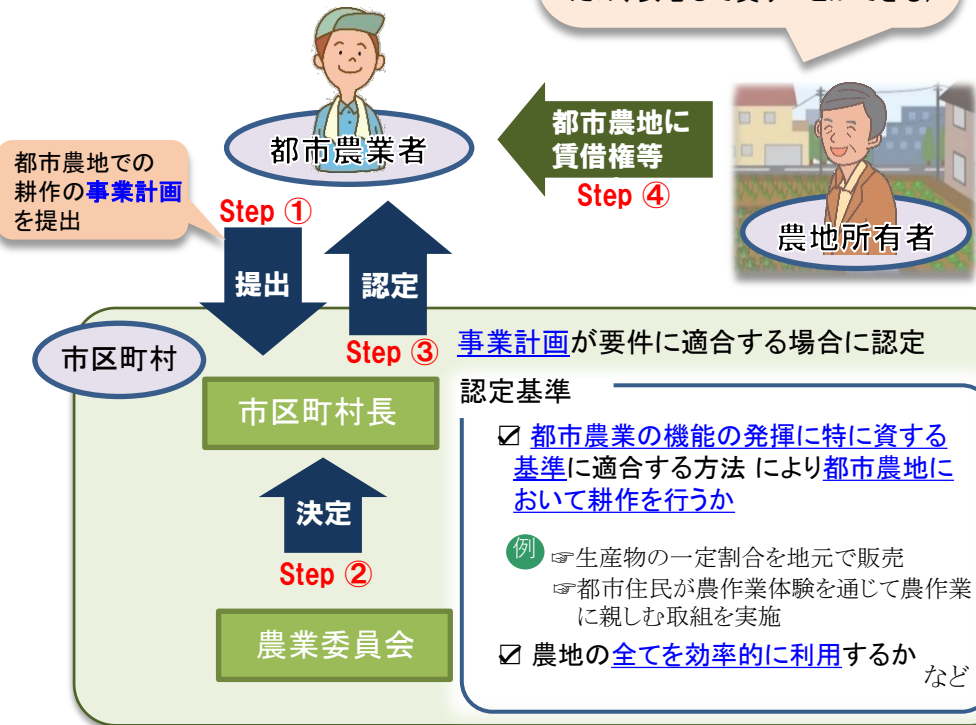 都市農業者
都市農地に
賃借権等
Step ④
農地所有者
都市農地での
耕作の事業計画
を提出
Step ①
提出
認定
Step ③
事業計画が要件に適合する場合に認定
市区町村
市区町村長
決定
Step ②
農業委員会
認定基準
☑ 都市農業の機能の発揮に特に資する
基準に適合する方法 により都市農地に
おいて耕作を行うか
例 ☞生産物の一定割合を地元で販売
☞都市住民が農作業体験を通じて農作業
に親しむ取組を実施
☑ 農地の全てを効率的に利用するか
など